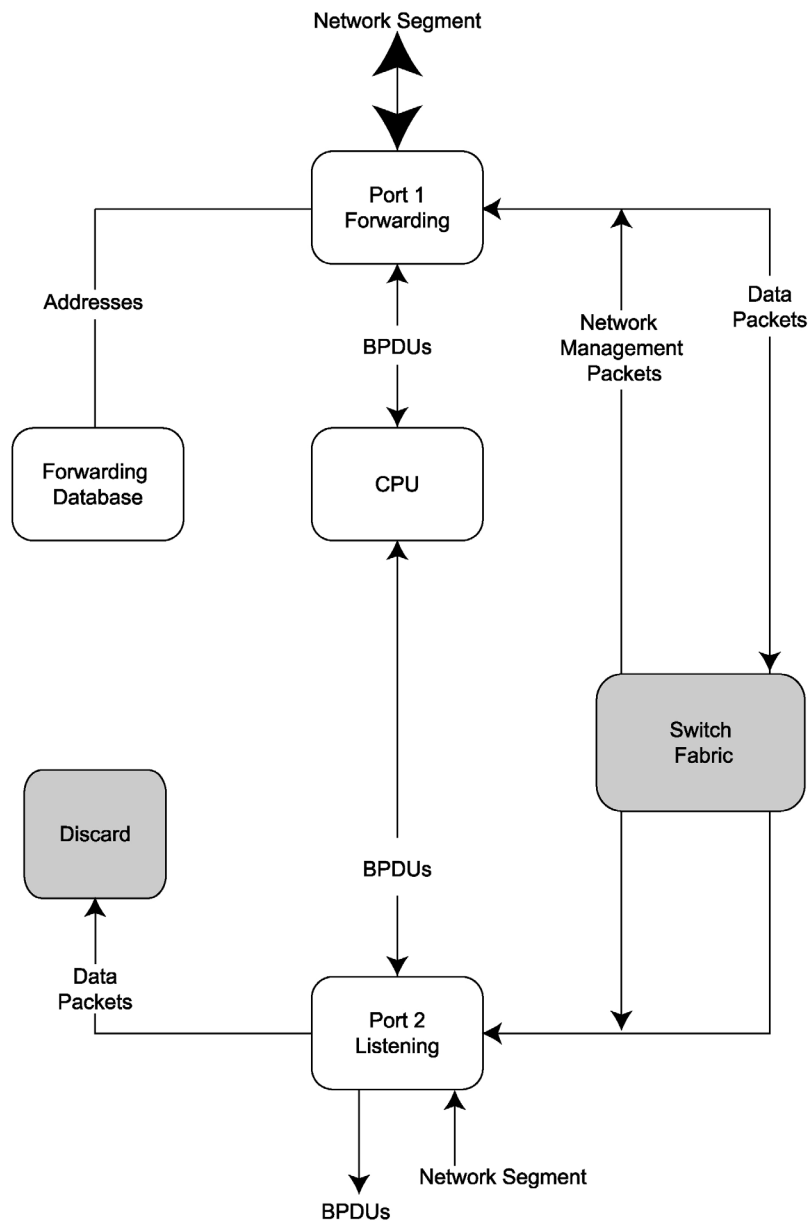 Network Segment
Port 1
Forwarding
Addresses
BPDUs
Network
Management
Packets
Data
Packets
Forwarding
Database
CPU
Switch
Fabric
Discard
BPDUs
Data
Packets
Port 2
Listening
Network Segment
BPDUs